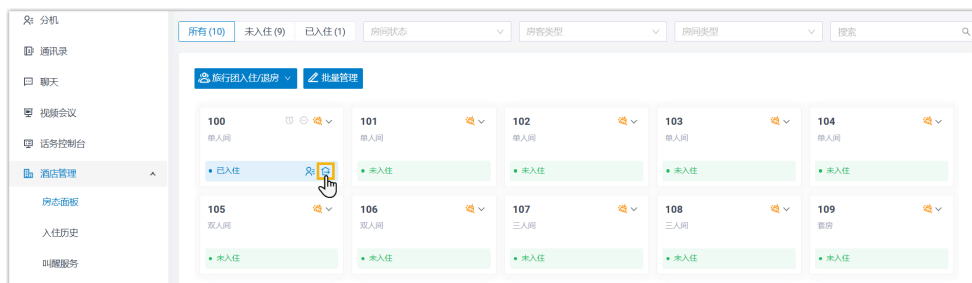 分机
所有 (10) 未入住 (9) 已入住 (1) 房间状态 房客类型 房间类型 搜索
通讯录
聊天
旅行团入住/退房 批量管理
视频会议
话务控制台
酒店管理
房态面板
入住历史
叫醒服务
100 101 102 103 104
单人间 单人间 单人间 单人间 单人间
已入住 未入住 未入住 未入住 未入住
105 106 107 108 109
双人间 双人间 三人间 三人间 套房
未入住 未入住 未入住 未入住 未入住